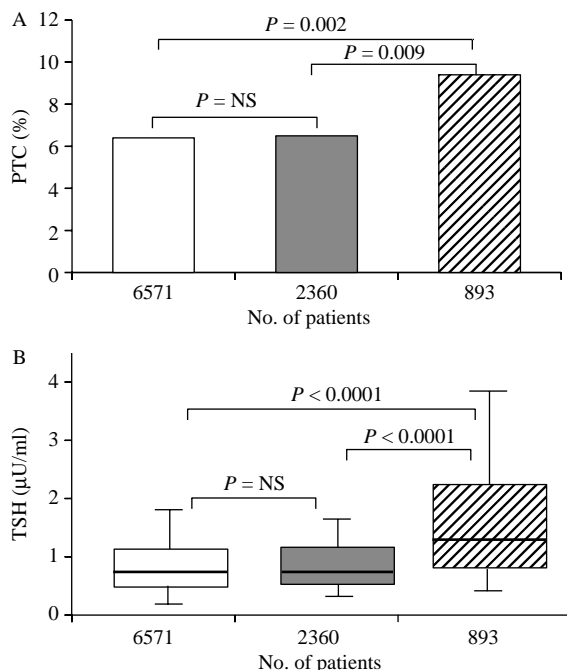 A
12
P = 0.002
10
P = 0.009
8
P = NS
6
4
2
0
PTC (%)
6571 2360 893
No. of patients
B
4
P < 0.0001
3
P < 0.0001
P = NS
2
1
0
TSH (μU/ml)
6571 2360 893
No. of patients